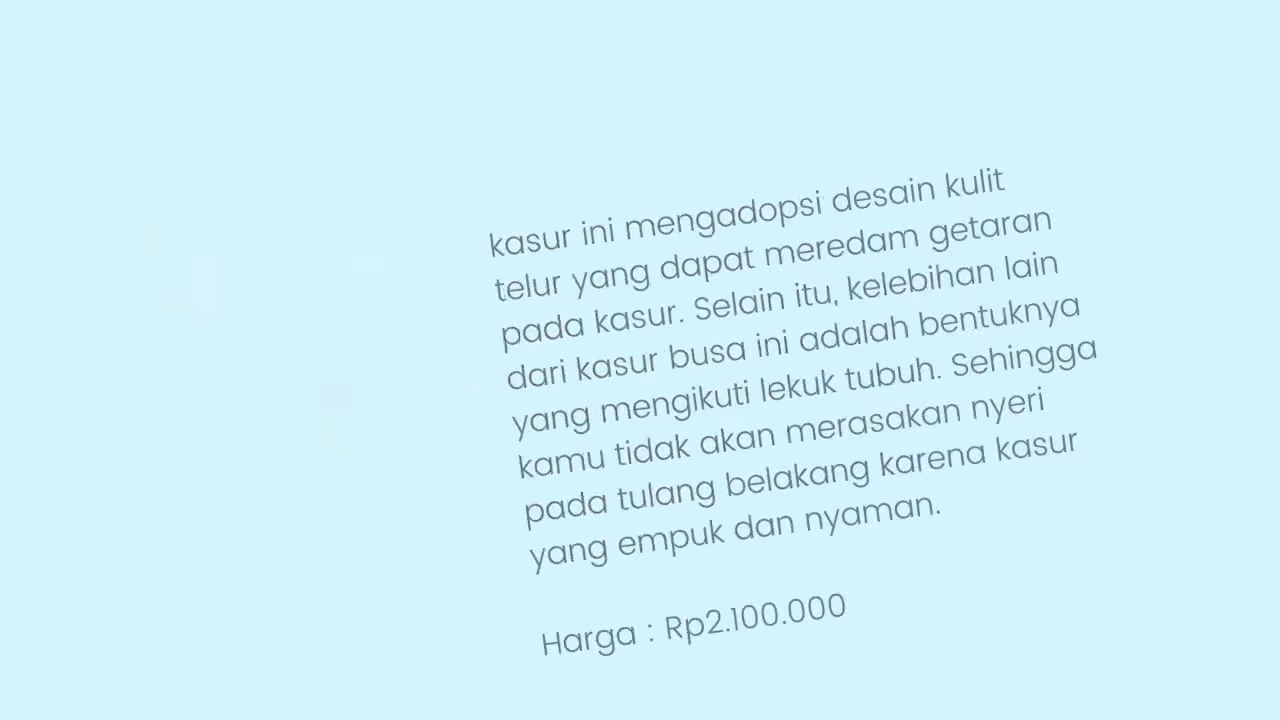 kasur ini mengadopsi desain kulit
telur yang dapat meredam getaran
pada kasur. Selain itu, kelebihan lain
dari kasur busa ini adalah bentuknya
yang mengikuti lekuk tubuh. Sehingga
kamu tidak akan merasakan nyeri
pada tulang belakang karena kasur
yang empuk dan nyaman.
Harga : Rp2.100.000